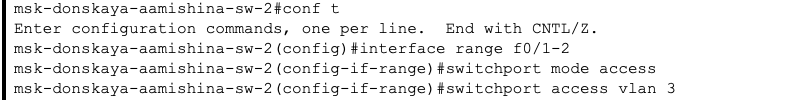 msk-donskaya-aamishina-sw-2#conf t
Enter configuration commands, one per line.  End with CNTL/Z.
msk-donskaya-aamishina-sw-2(config)#interface range f0/1-2
msk-donskaya-aamishina-sw-2(config-if-range)#switchport mode access
msk-donskaya-aamishina-sw-2(config-if-range)#switchport access vlan 3